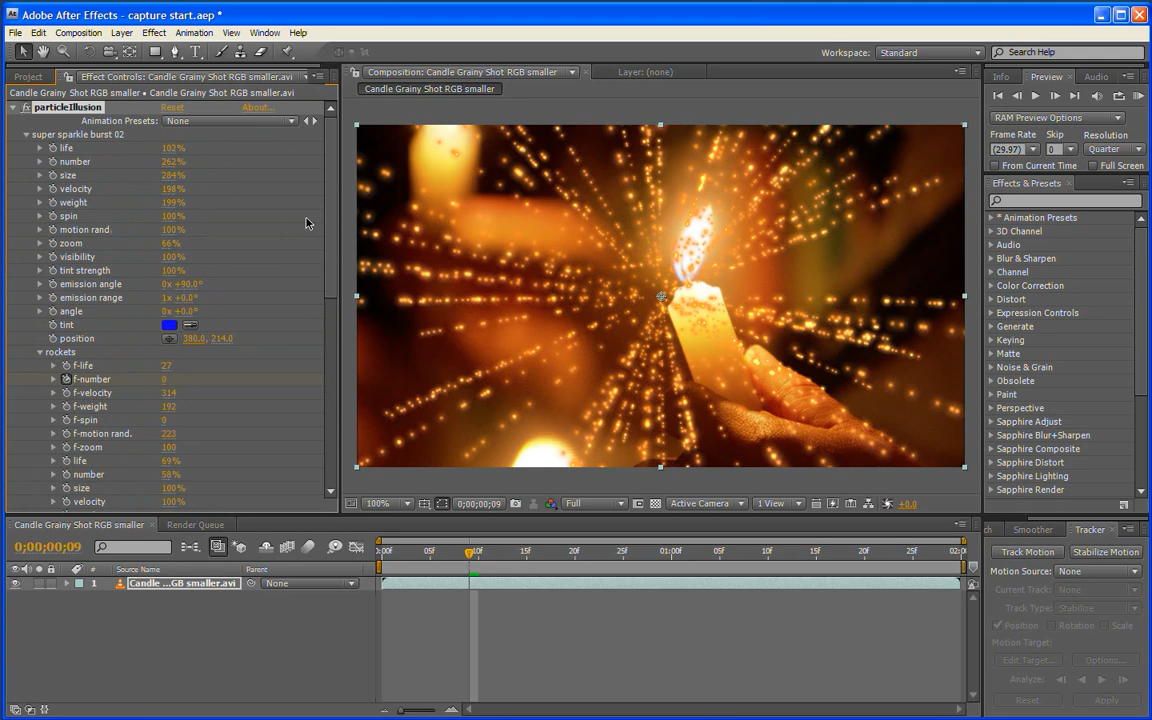 Adobe After Effects - capture start.aep *
File Edit Composition Layer Effect Animation View Window Help
Workspace: Standard Search Help
Project Effect Controls: Candle Grainy Shot RGB smaller.avi
Candle Grainy Shot RGB smaller • Candle Grainy Shot RGB smaller.avi
fx particleIllusion Reset About...
Animation Presets: None
super sparkle burst 02
life 102%
number 262%
size 284%
velocity 198%
weight 199%
spin 100%
motion rand. 100%
zoom 66%
visibility 100%
tint strength 100%
emission angle 0x +90.0°
emission range 1x +0.0°
angle 0x +0.0°
tint
position 380.0, 214.0
rockets
f-life 27
f-number 0
f-velocity 314
f-weight 192
f-spin 0
f-motion rand. 223
f-zoom 100
life 69%
number 58%
size 100%
velocity 100%
Composition: Candle Grainy Shot RGB smaller Layer: (none)
Candle Grainy Shot RGB smaller
100% 0;00;00;09 Full Active Camera 1 View +0.0
Info Preview Audio
RAM Preview Options
Frame Rate Skip Resolution
(29.97) 0 Quarter
From Current Time Full Screen
Effects & Presets
* Animation Presets
3D Channel
Audio
Blur & Sharpen
Channel
Color Correction
Distort
Expression Controls
Generate
Keying
Matte
Noise & Grain
Obsolete
Paint
Perspective
Sapphire Adjust
Sapphire Blur+Sharpen
Sapphire Composite
Sapphire Distort
Sapphire Lighting
Sapphire Render
Candle Grainy Shot RGB smaller Render Queue
0;00;00;09
0:00f 05f 10f 15f 20f 25f 01:00f 05f 10f 15f 20f 25f 02:0
# Source Name Parent
1 Candle ...GB smaller.avi None
Smoother Tracker
Track Motion Stabilize Motion
Motion Source: None
Current Track: None
Track Type: Stabilize
Position Rotation Scale
Motion Target:
Edit Target... Options...
Analyze:
Reset Apply